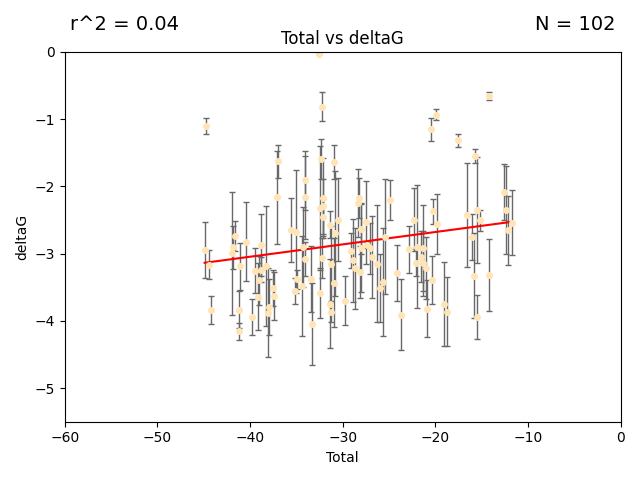 r^2 = 0.04
N = 102
Total vs deltaG
0
−1
−2
−3
−4
−5
deltaG
−60 −50 −40 −30 −20 −10 0
Total